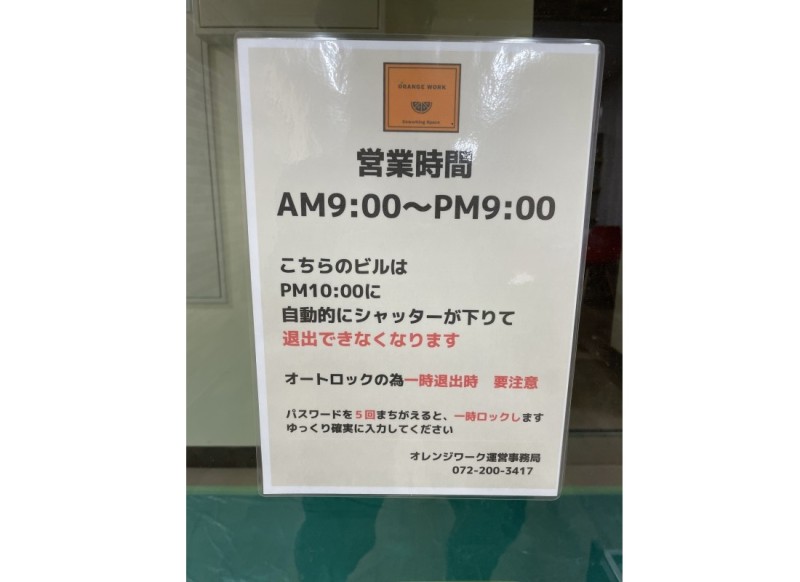 ORANGE WORK
Coworking Space
営業時間
AM9:00～PM9:00
こちらのビルは
PM10:00に
自動的にシャッターが下りて
退出できなくなります
オートロックの為一時退出時　要注意
パスワードを５回まちがえると、一時ロックします
ゆっくり確実に入力してください
オレンジワーク運営事務局
072-200-3417